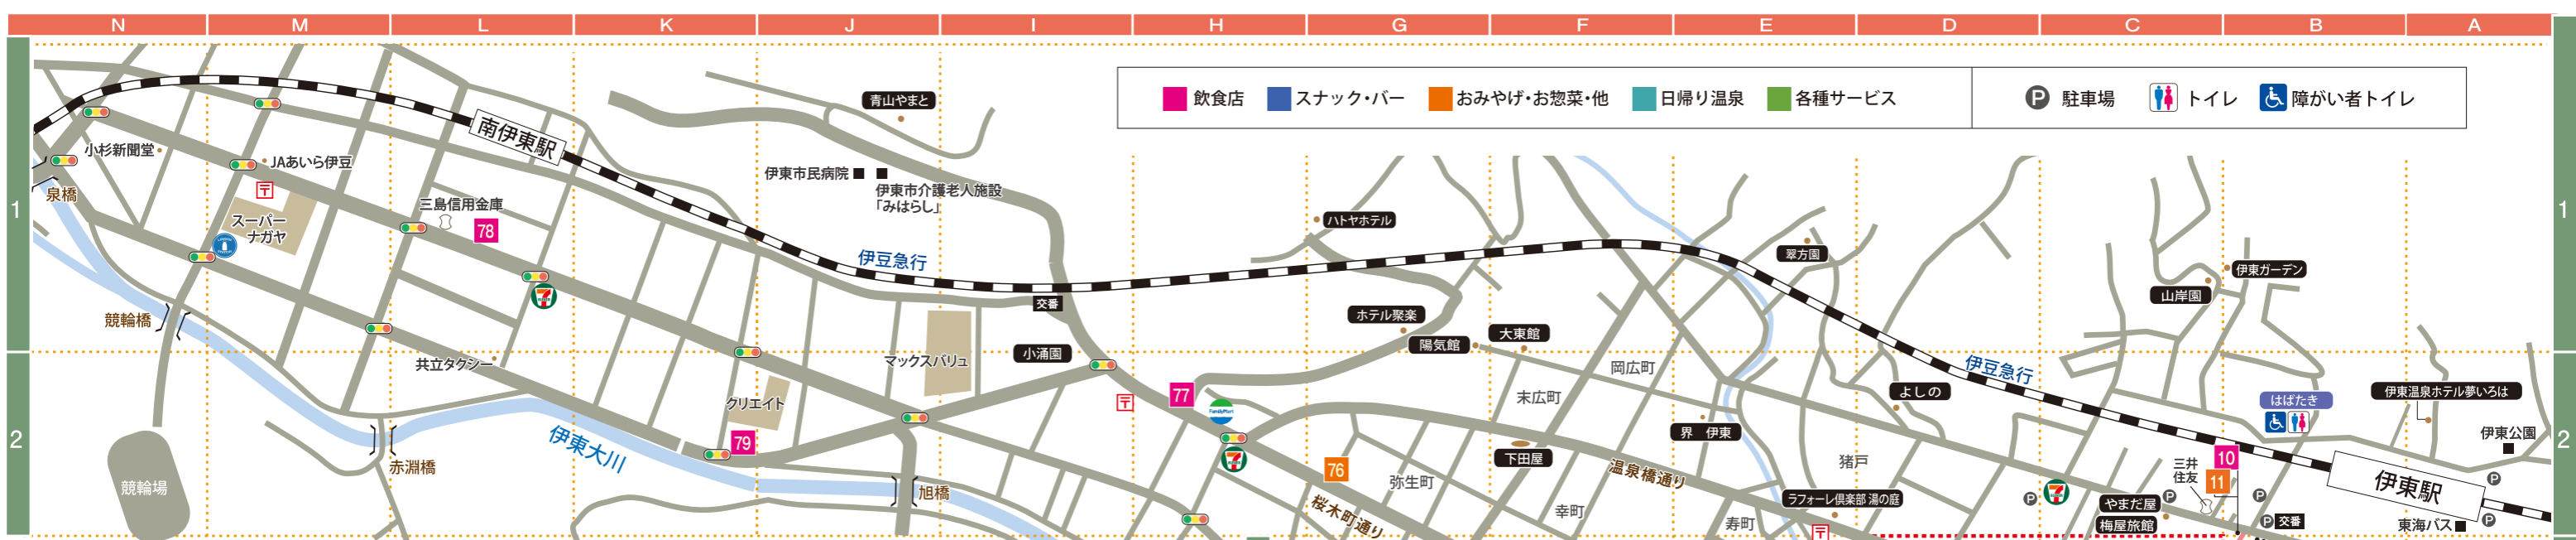 N M L K J I H G F E D C B A
飲食店 スナック・バー おみやげ・お惣菜・他 日帰り温泉 各種サービス P 駐車場 トイレ 障がい者トイレ
1
1
2
2
南伊東駅
青山やまと
小杉新聞堂
JAあいら伊豆
〒
泉橋
スーパー
ナガヤ
三島信用金庫
78
伊東市民病院
伊東市介護老人施設
「みはらし」
伊豆急行
交番
ハトヤホテル
翠方園
伊東ガーデン
山岸園
競輪橋
7
共立タクシー
マックスバリュ
小涌園
ホテル聚楽
陽気館
大東館
岡広町
末広町
伊豆急行
よしの
はばたき
伊東温泉ホテル夢いろは
伊東公園
クリエイト
79
77
FamilyMart
〒
7
76
弥生町
下田屋
幸町
界 伊東
温泉橋通り
猪戸
ラフォーレ倶楽部 湯の庭
寿町
〒
桜木町通り
伊東大川
赤淵橋
旭橋
競輪場
10
11
三井
住友
P
7
やまだ屋
P
梅屋旅館
P
P 交番
伊東駅
P
東海バス
P